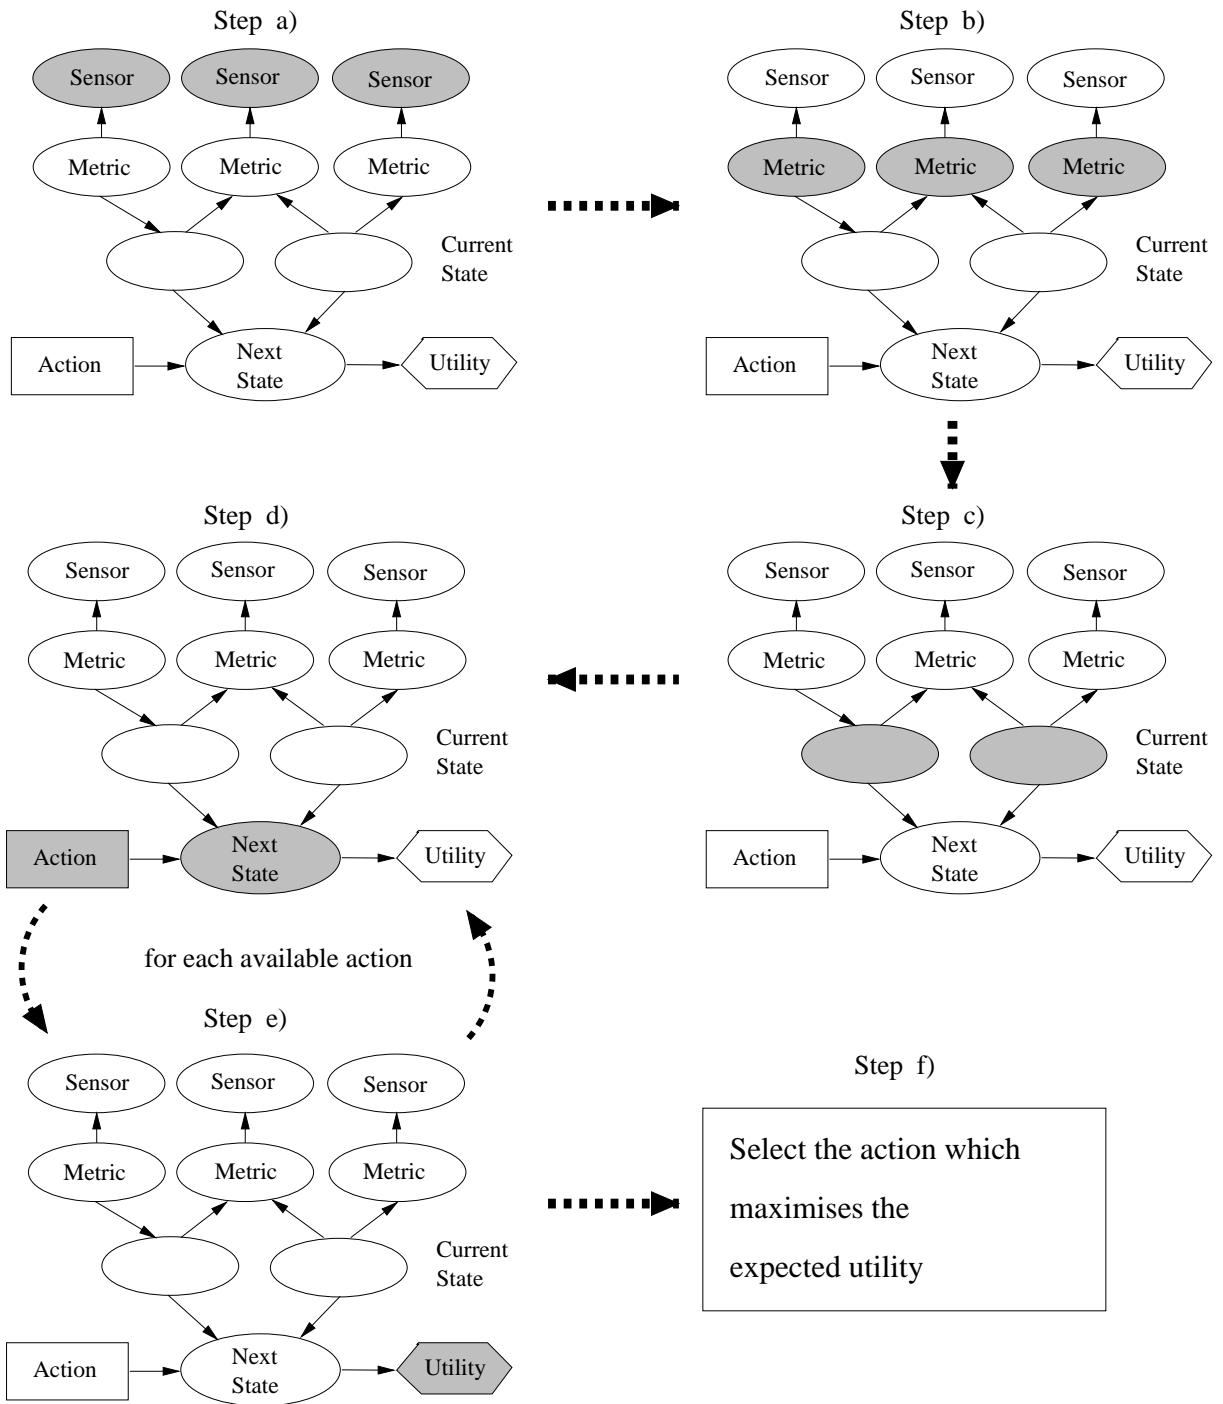 Step a)
Sensor Sensor Sensor
Metric Metric Metric
Current
State
Action
Next
State
Utility
Step b)
Sensor Sensor Sensor
Metric Metric Metric
Current
State
Action
Next
State
Utility
Step c)
Sensor Sensor Sensor
Metric Metric Metric
Current
State
Action
Next
State
Utility
Step d)
Sensor Sensor Sensor
Metric Metric Metric
Current
State
Action
Next
State
Utility
for each available action
Step e)
Sensor Sensor Sensor
Metric Metric Metric
Current
State
Action
Next
State
Utility
Step f)
Select the action which
maximises the
expected utility